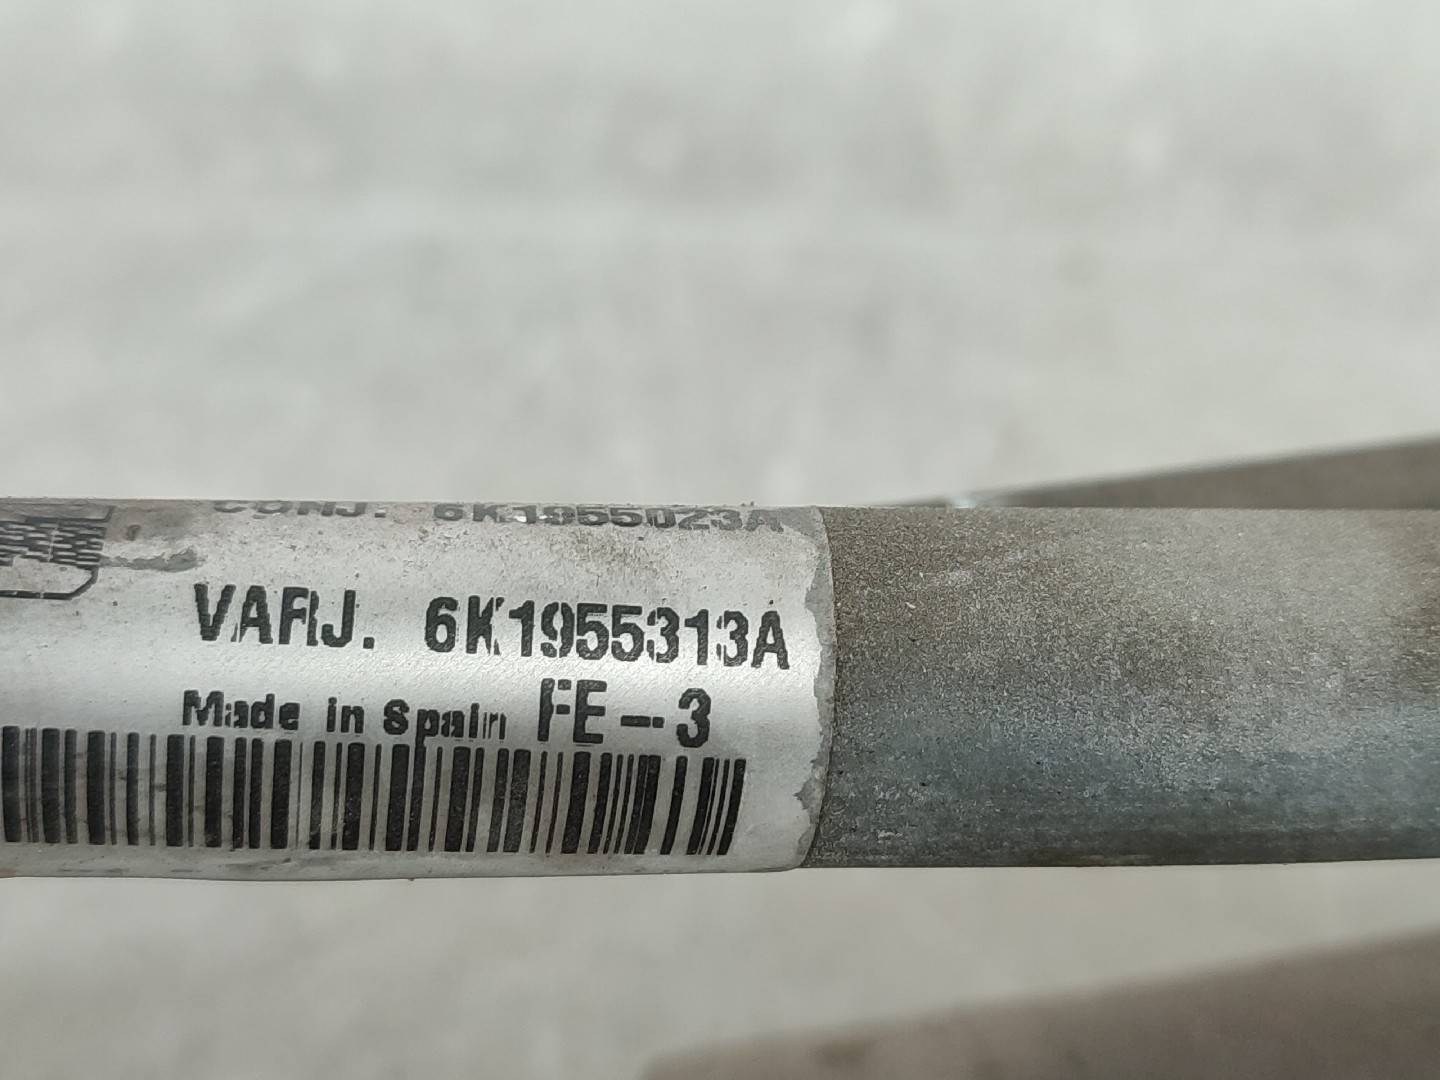 CONJ. 6K1955023A
VARJ. 6K1955313A
Made in Spain FE-3